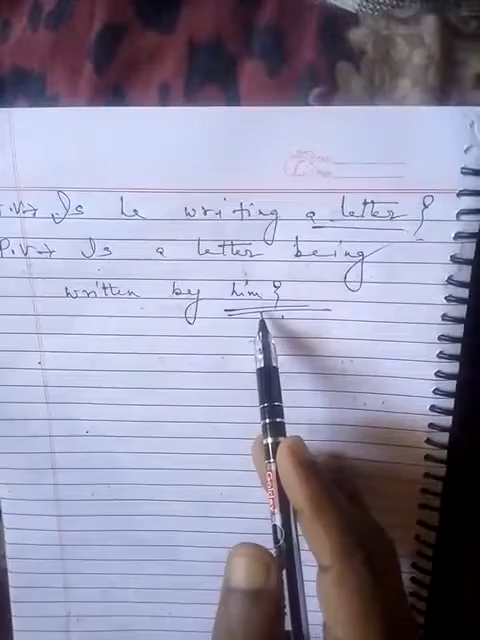 A.V→ Is he writing a letter?
P.V→ Is a letter being
written by him?